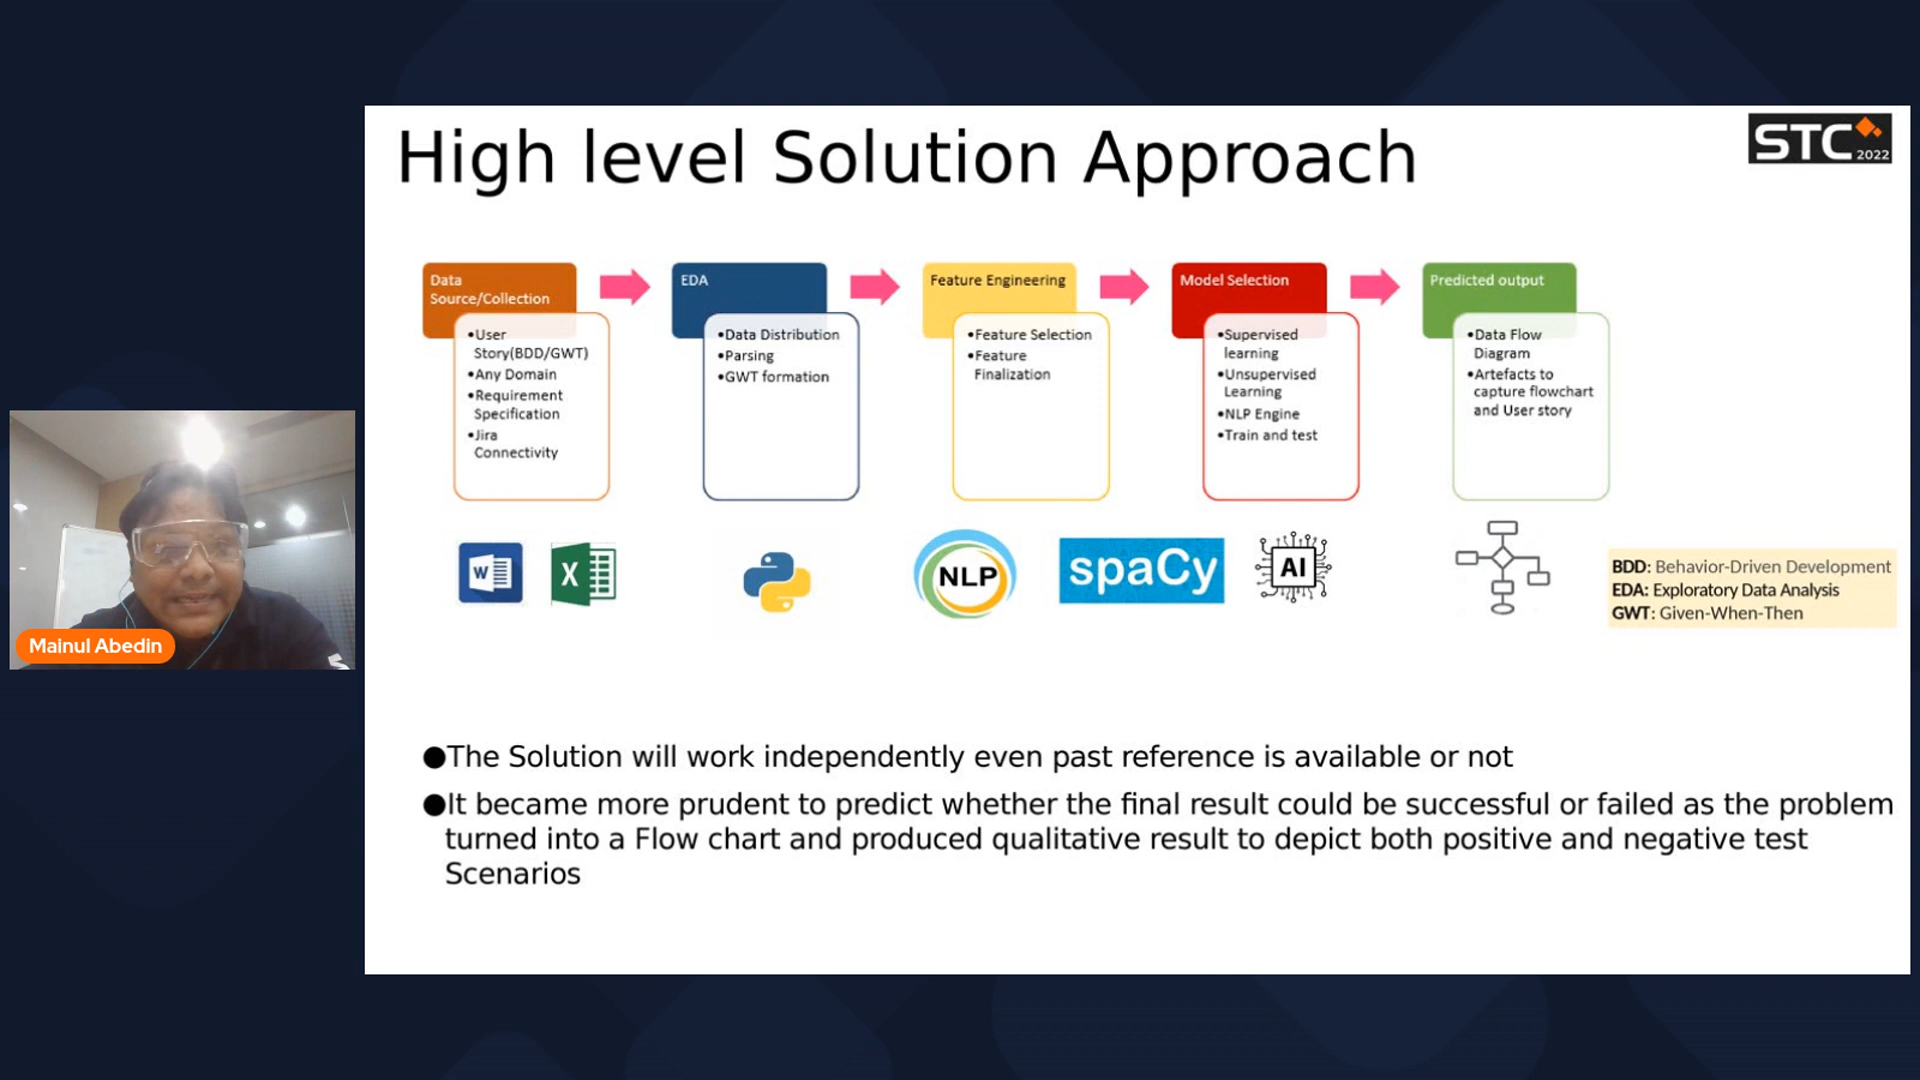 High level Solution Approach
STC
2022
Data
Source/Collection
•User
Story(BDD/GWT)
•Any Domain
•Requirement
Specification
•Jira
Connectivity
EDA
•Data Distribution
•Parsing
•GWT formation
Feature Engineering
•Feature Selection
•Feature
Finalization
Model Selection
•Supervised
learning
•Unsupervised
Learning
•NLP Engine
•Train and test
Predicted output
•Data Flow
Diagram
•Artefacts to
capture flowchart
and User story
W
X
NLP
spaCy
AI
BDD: Behavior-Driven Development
EDA: Exploratory Data Analysis
GWT: Given-When-Then
Mainul Abedin
●The Solution will work independently even past reference is available or not
●It became more prudent to predict whether the final result could be successful or failed as the problem
turned into a Flow chart and produced qualitative result to depict both positive and negative test
Scenarios